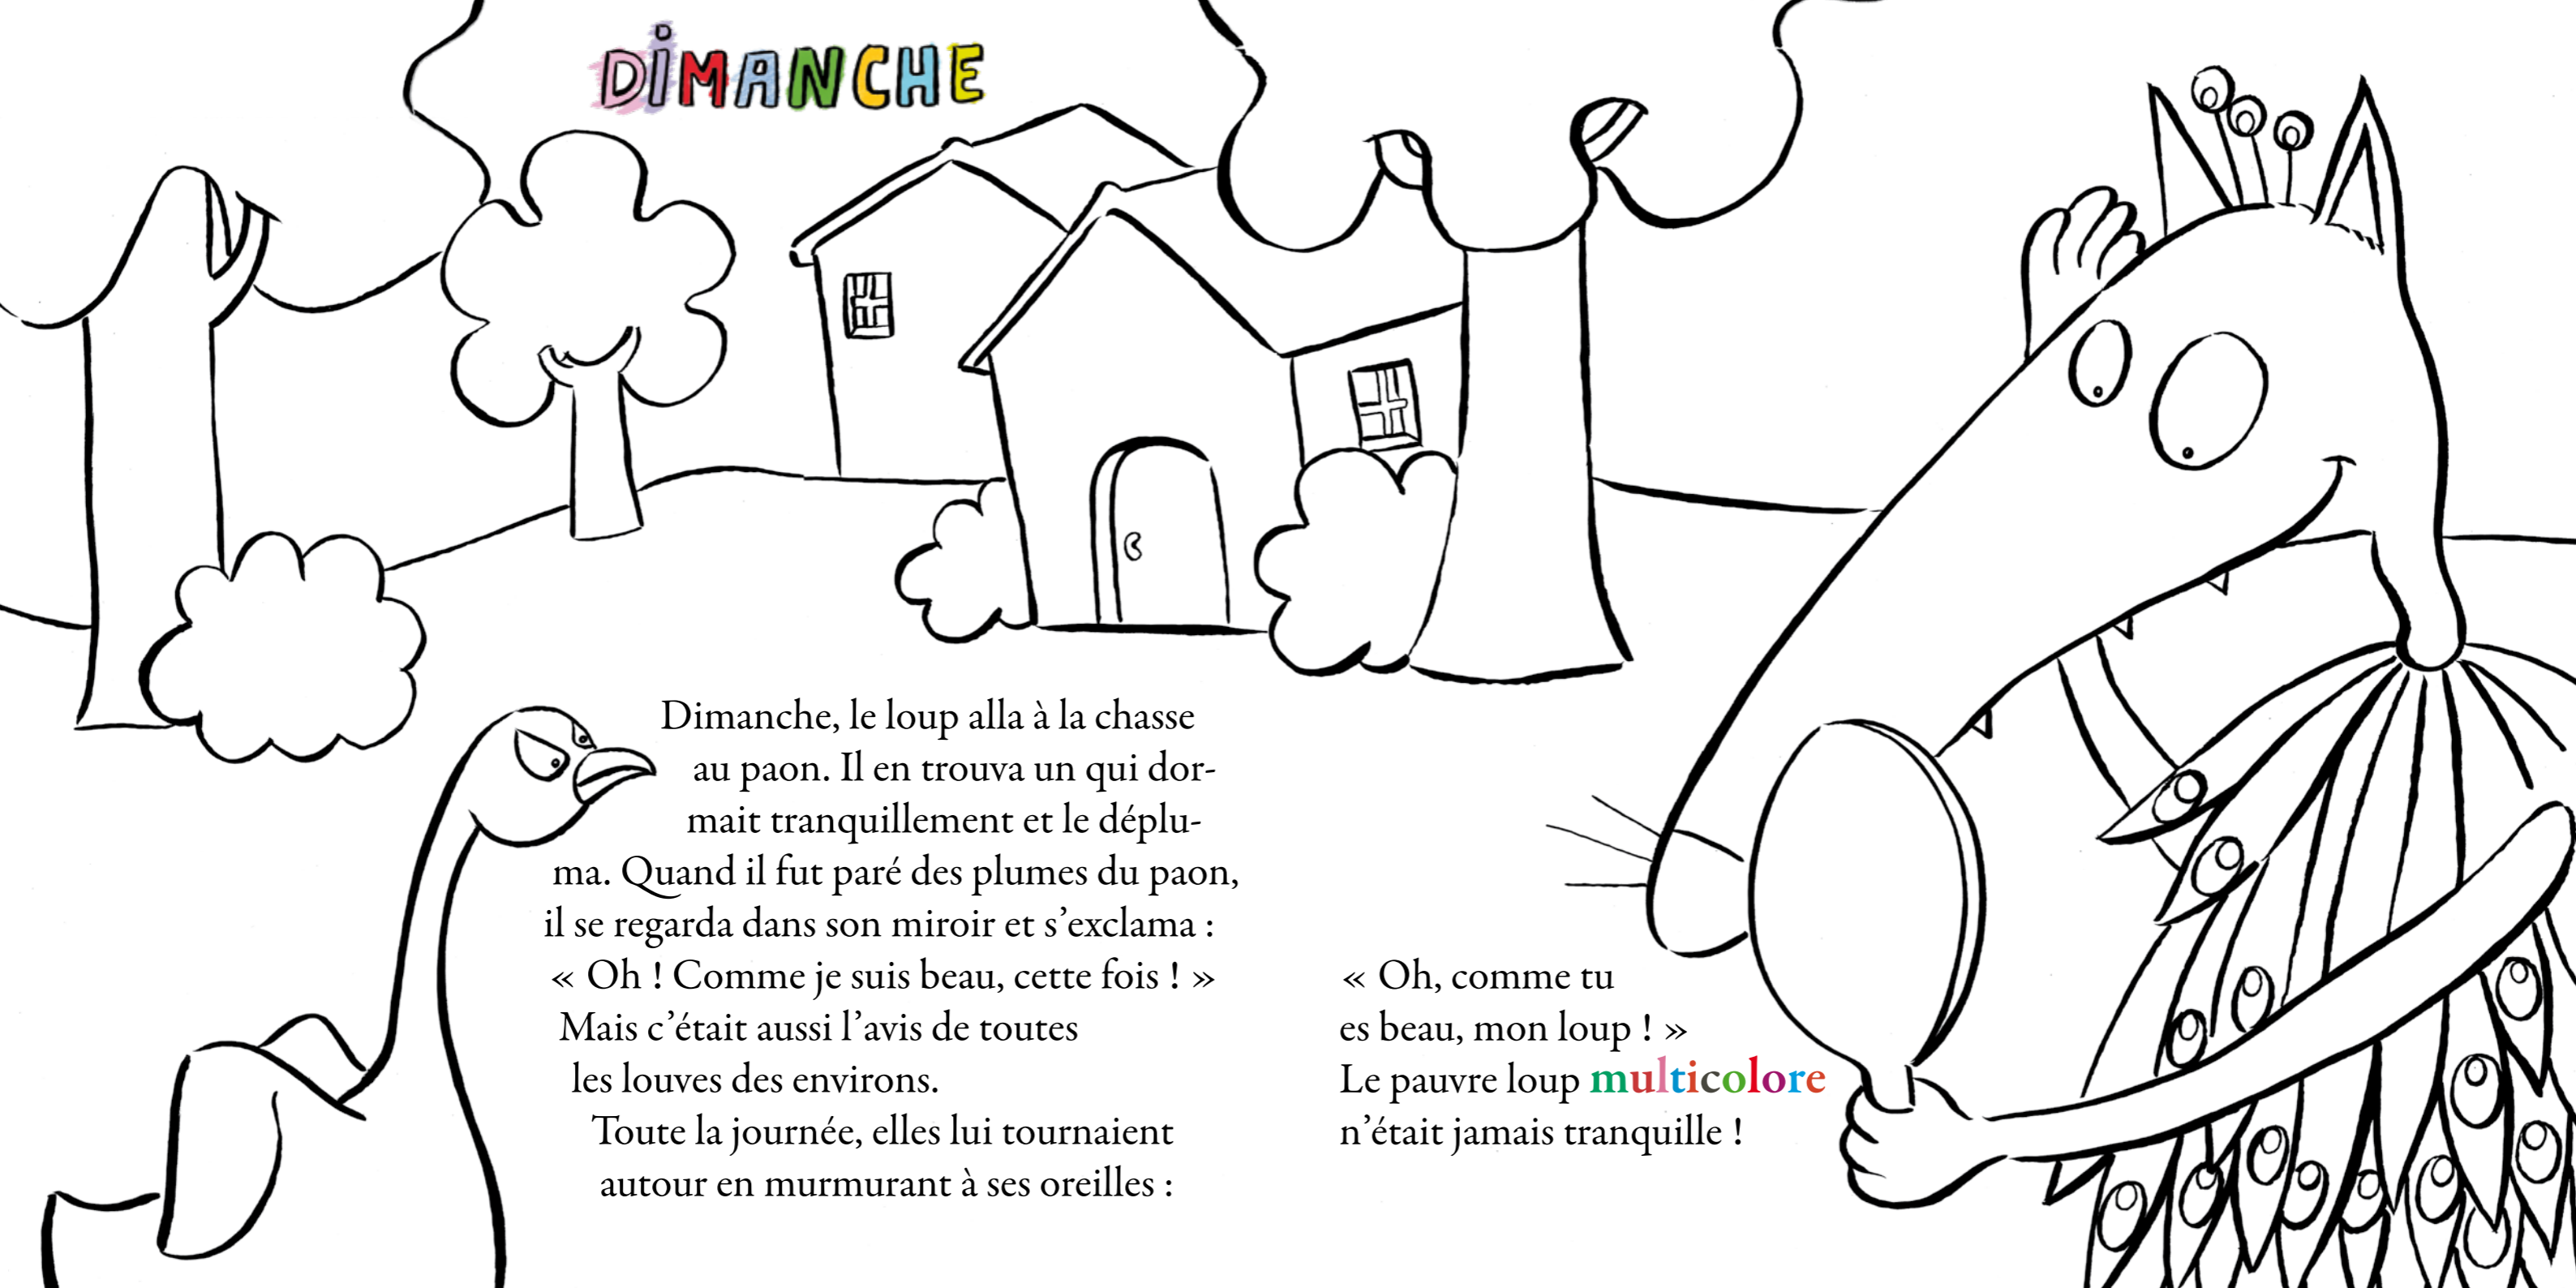 DiMANCHE
Dimanche, le loup alla à la chasse
au paon. Il en trouva un qui dor-
mait tranquillement et le déplu-
ma. Quand il fut paré des plumes du paon,
il se regarda dans son miroir et s’exclama :
« Oh ! Comme je suis beau, cette fois ! »
Mais c’était aussi l’avis de toutes
les louves des environs.
Toute la journée, elles lui tournaient
autour en murmurant à ses oreilles :
« Oh, comme tu
es beau, mon loup ! »
Le pauvre loup multicolore
n’était jamais tranquille !